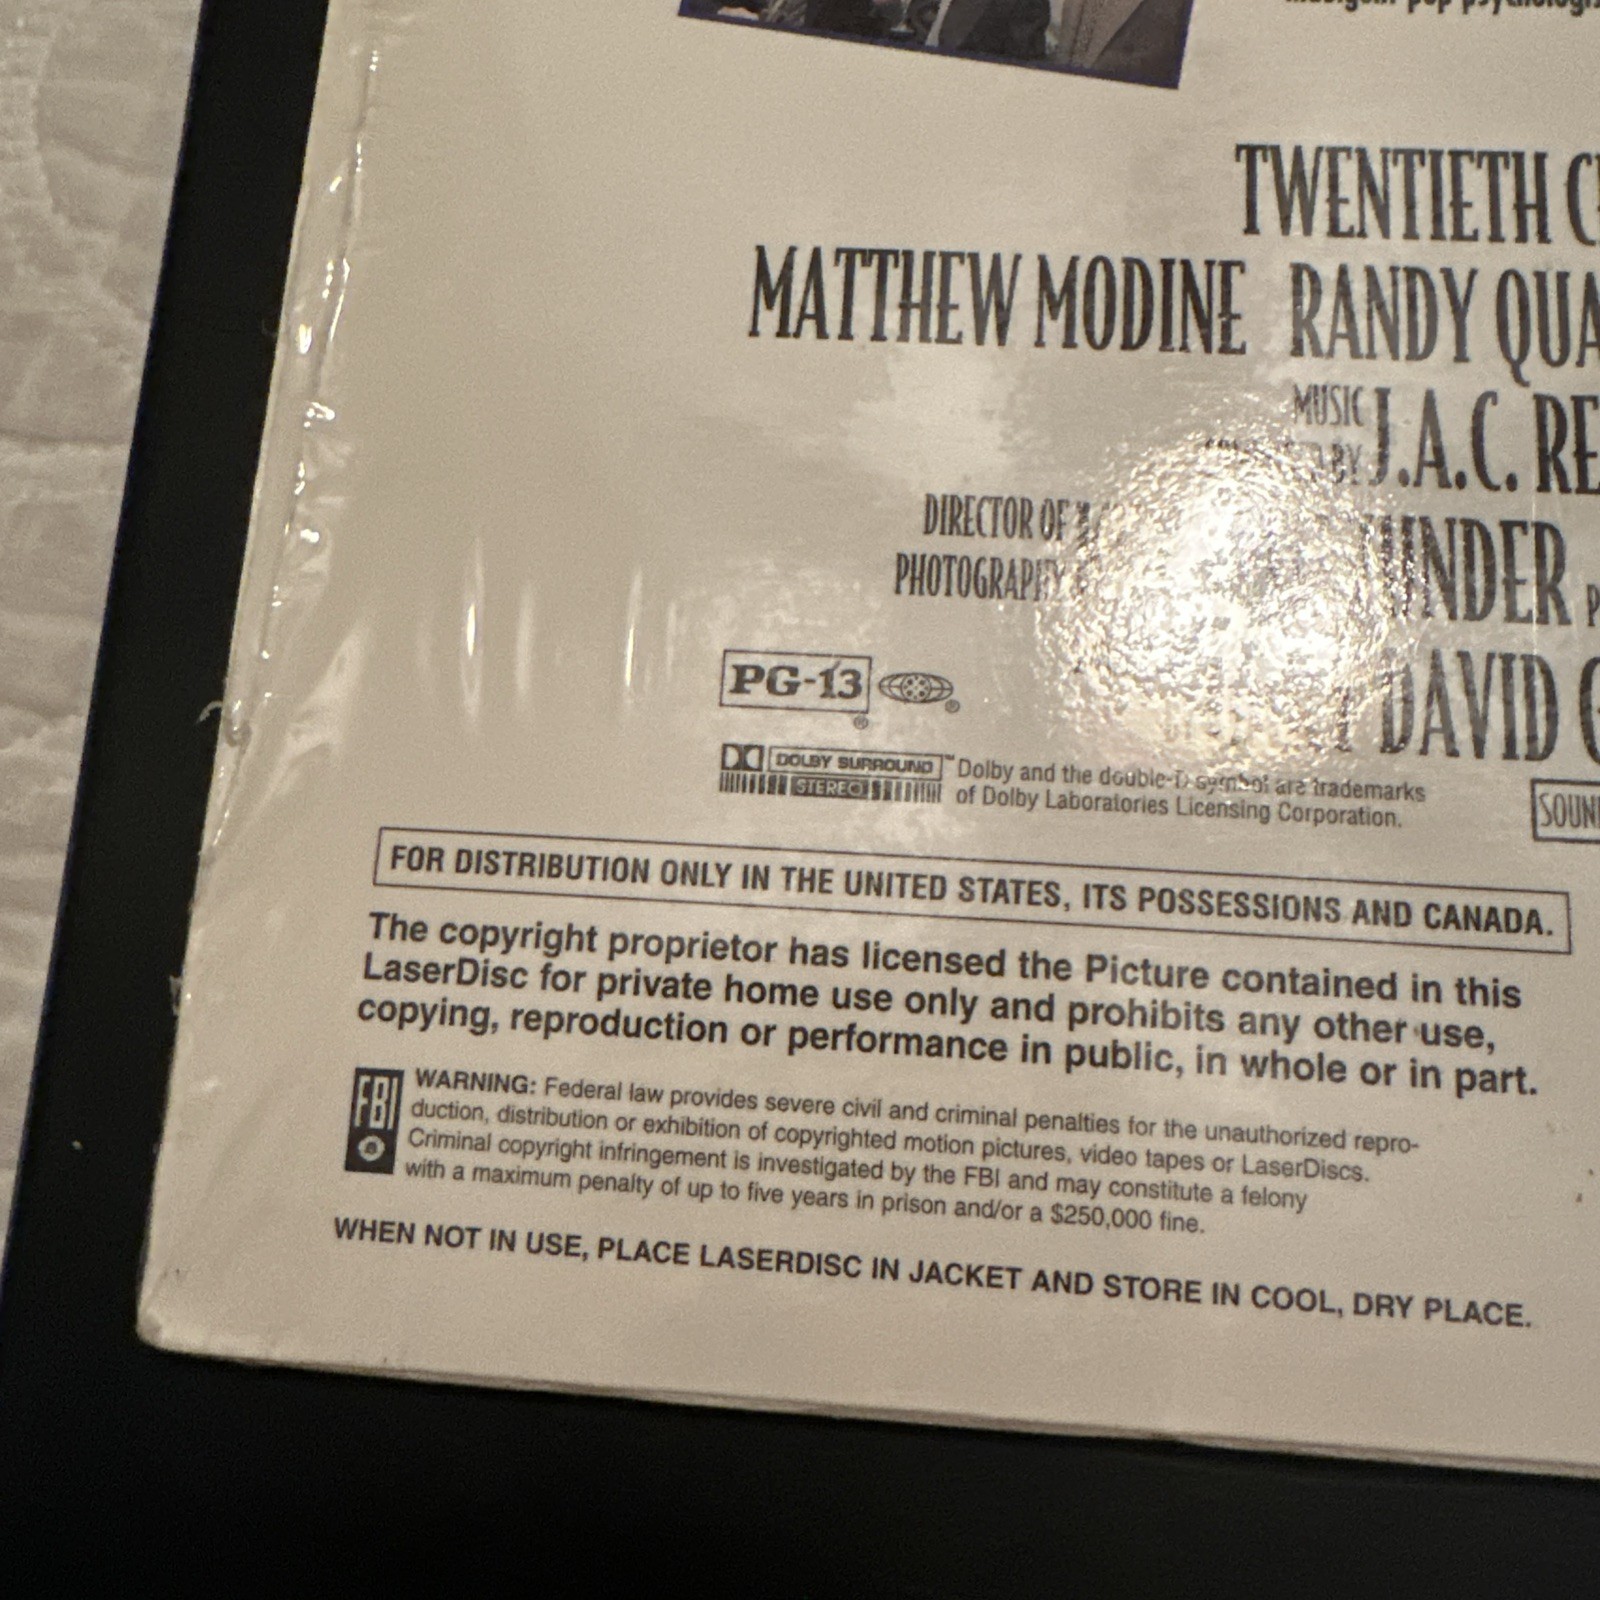 TWENTIETH
MATTHEW MODINE RANDY QUA
MUSIC
BY J.A.C. RE
DIRECTOR OF
PHOTOGRAPHY
DAVID G
PG-13
®
®
DOLBY SURROUND ™ Dolby and the double-D symbol are trademarks
STEREO of Dolby Laboratories Licensing Corporation.
SOUN
FOR DISTRIBUTION ONLY IN THE UNITED STATES, ITS POSSESSIONS AND CANADA.
The copyright proprietor has licensed the Picture contained in this
LaserDisc for private home use only and prohibits any other use,
copying, reproduction or performance in public, in whole or in part.
FBI WARNING: Federal law provides severe civil and criminal penalties for the unauthorized repro-
duction, distribution or exhibition of copyrighted motion pictures, video tapes or LaserDiscs.
Criminal copyright infringement is investigated by the FBI and may constitute a felony
with a maximum penalty of up to five years in prison and/or a $250,000 fine.
WHEN NOT IN USE, PLACE LASERDISC IN JACKET AND STORE IN COOL, DRY PLACE.